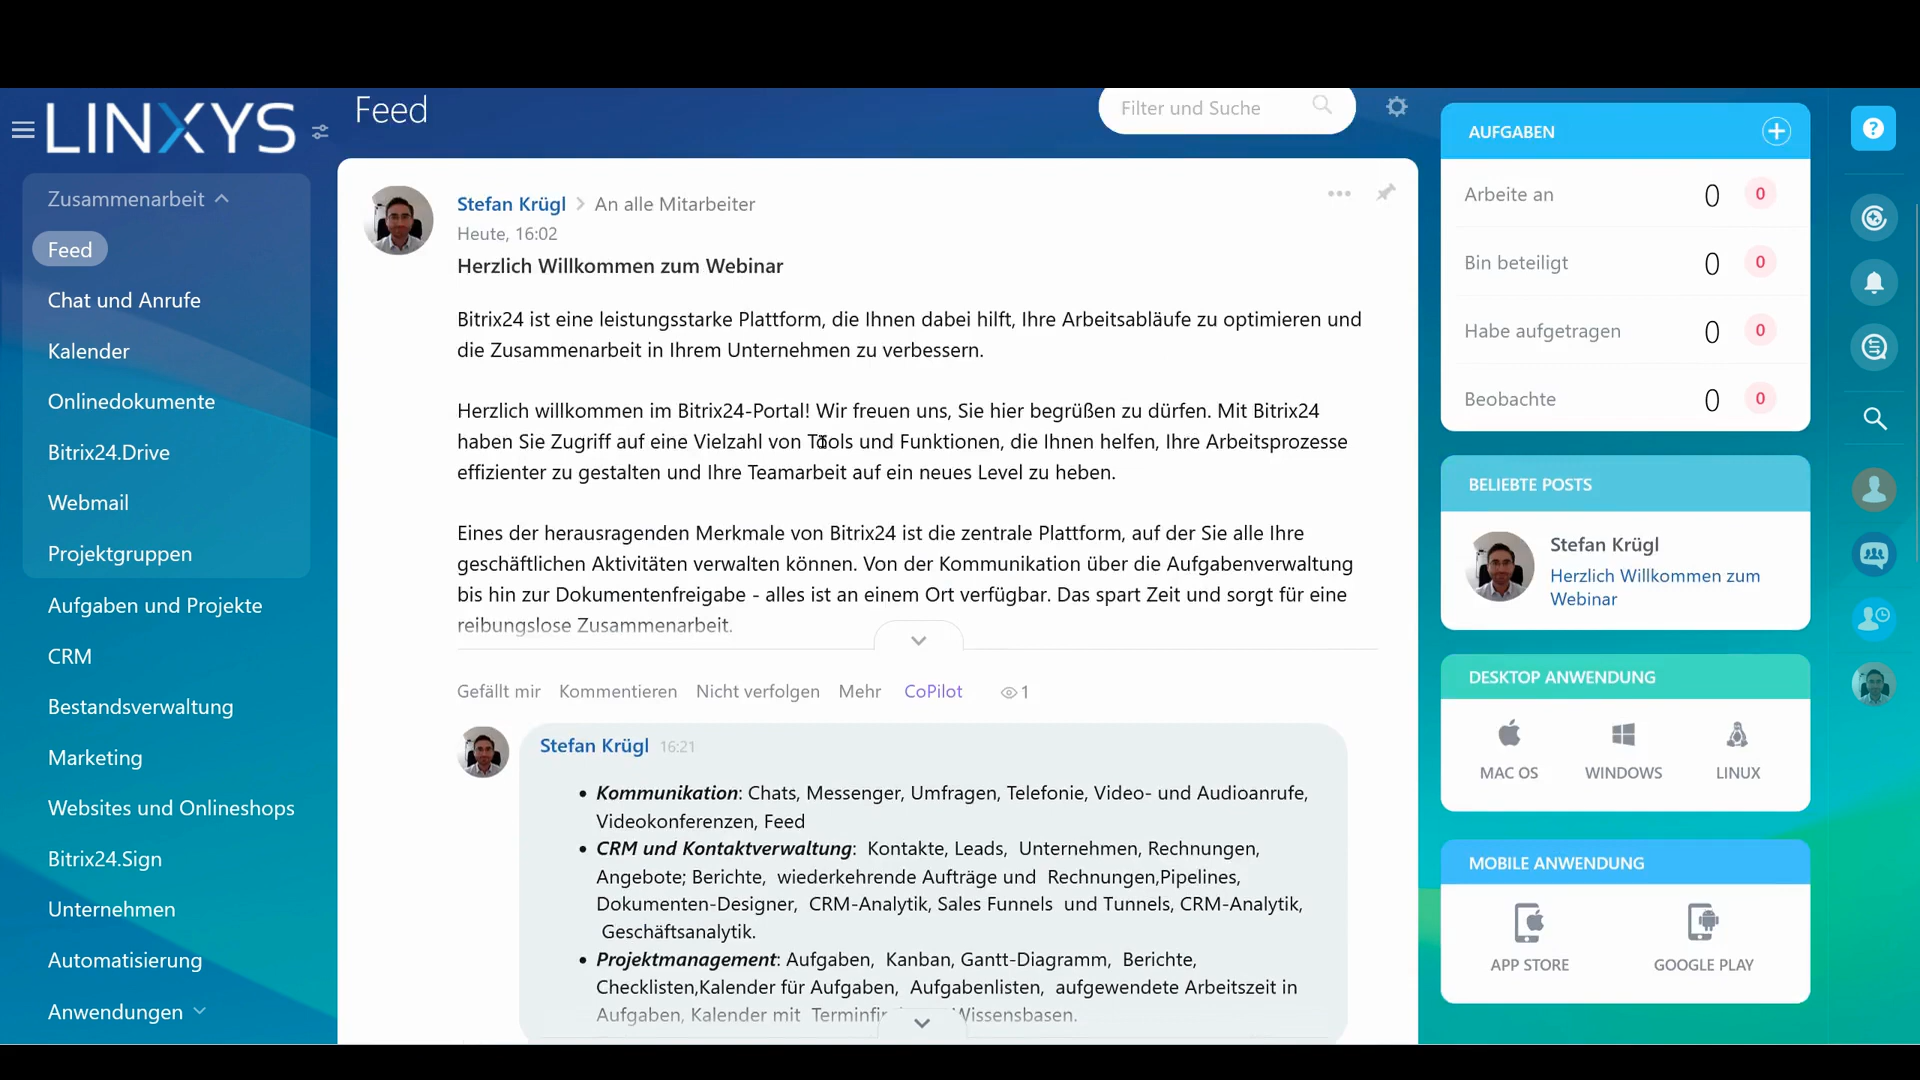 LINXYS
Feed
Filter und Suche
Zusammenarbeit
Feed
Chat und Anrufe
Kalender
Onlinedokumente
Bitrix24.Drive
Webmail
Projektgruppen
Aufgaben und Projekte
CRM
Bestandsverwaltung
Marketing
Websites und Onlineshops
Bitrix24.Sign
Unternehmen
Automatisierung
Anwendungen
Stefan Krügl > An alle Mitarbeiter
Heute, 16:02
Herzlich Willkommen zum Webinar
Bitrix24 ist eine leistungsstarke Plattform, die Ihnen dabei hilft, Ihre Arbeitsabläufe zu optimieren und
die Zusammenarbeit in Ihrem Unternehmen zu verbessern.
Herzlich willkommen im Bitrix24-Portal! Wir freuen uns, Sie hier begrüßen zu dürfen. Mit Bitrix24
haben Sie Zugriff auf eine Vielzahl von Tools und Funktionen, die Ihnen helfen, Ihre Arbeitsprozesse
effizienter zu gestalten und Ihre Teamarbeit auf ein neues Level zu heben.
Eines der herausragenden Merkmale von Bitrix24 ist die zentrale Plattform, auf der Sie alle Ihre
geschäftlichen Aktivitäten verwalten können. Von der Kommunikation über die Aufgabenverwaltung
bis hin zur Dokumentenfreigabe - alles ist an einem Ort verfügbar. Das spart Zeit und sorgt für eine
reibungslose Zusammenarbeit.
Gefällt mir Kommentieren Nicht verfolgen Mehr CoPilot 1
Stefan Krügl 16:21
• Kommunikation: Chats, Messenger, Umfragen, Telefonie, Video- und Audioanrufe,
Videokonferenzen, Feed
• CRM und Kontaktverwaltung: Kontakte, Leads, Unternehmen, Rechnungen,
Angebote; Berichte, wiederkehrende Aufträge und Rechnungen,Pipelines,
Dokumenten-Designer, CRM-Analytik, Sales Funnels und Tunnels, CRM-Analytik,
Geschäftsanalytik.
• Projektmanagement: Aufgaben, Kanban, Gantt-Diagramm, Berichte,
Checklisten,Kalender für Aufgaben, Aufgabenlisten, aufgewendete Arbeitszeit in
Aufgaben, Kalender mit Wissensbasen.
AUFGABEN
Arbeite an 0 0
Bin beteiligt 0 0
Habe aufgetragen 0 0
Beobachte 0 0
BELIEBTE POSTS
Stefan Krügl
Herzlich Willkommen zum
Webinar
DESKTOP ANWENDUNG
MAC OS WINDOWS LINUX
MOBILE ANWENDUNG
APP STORE GOOGLE PLAY